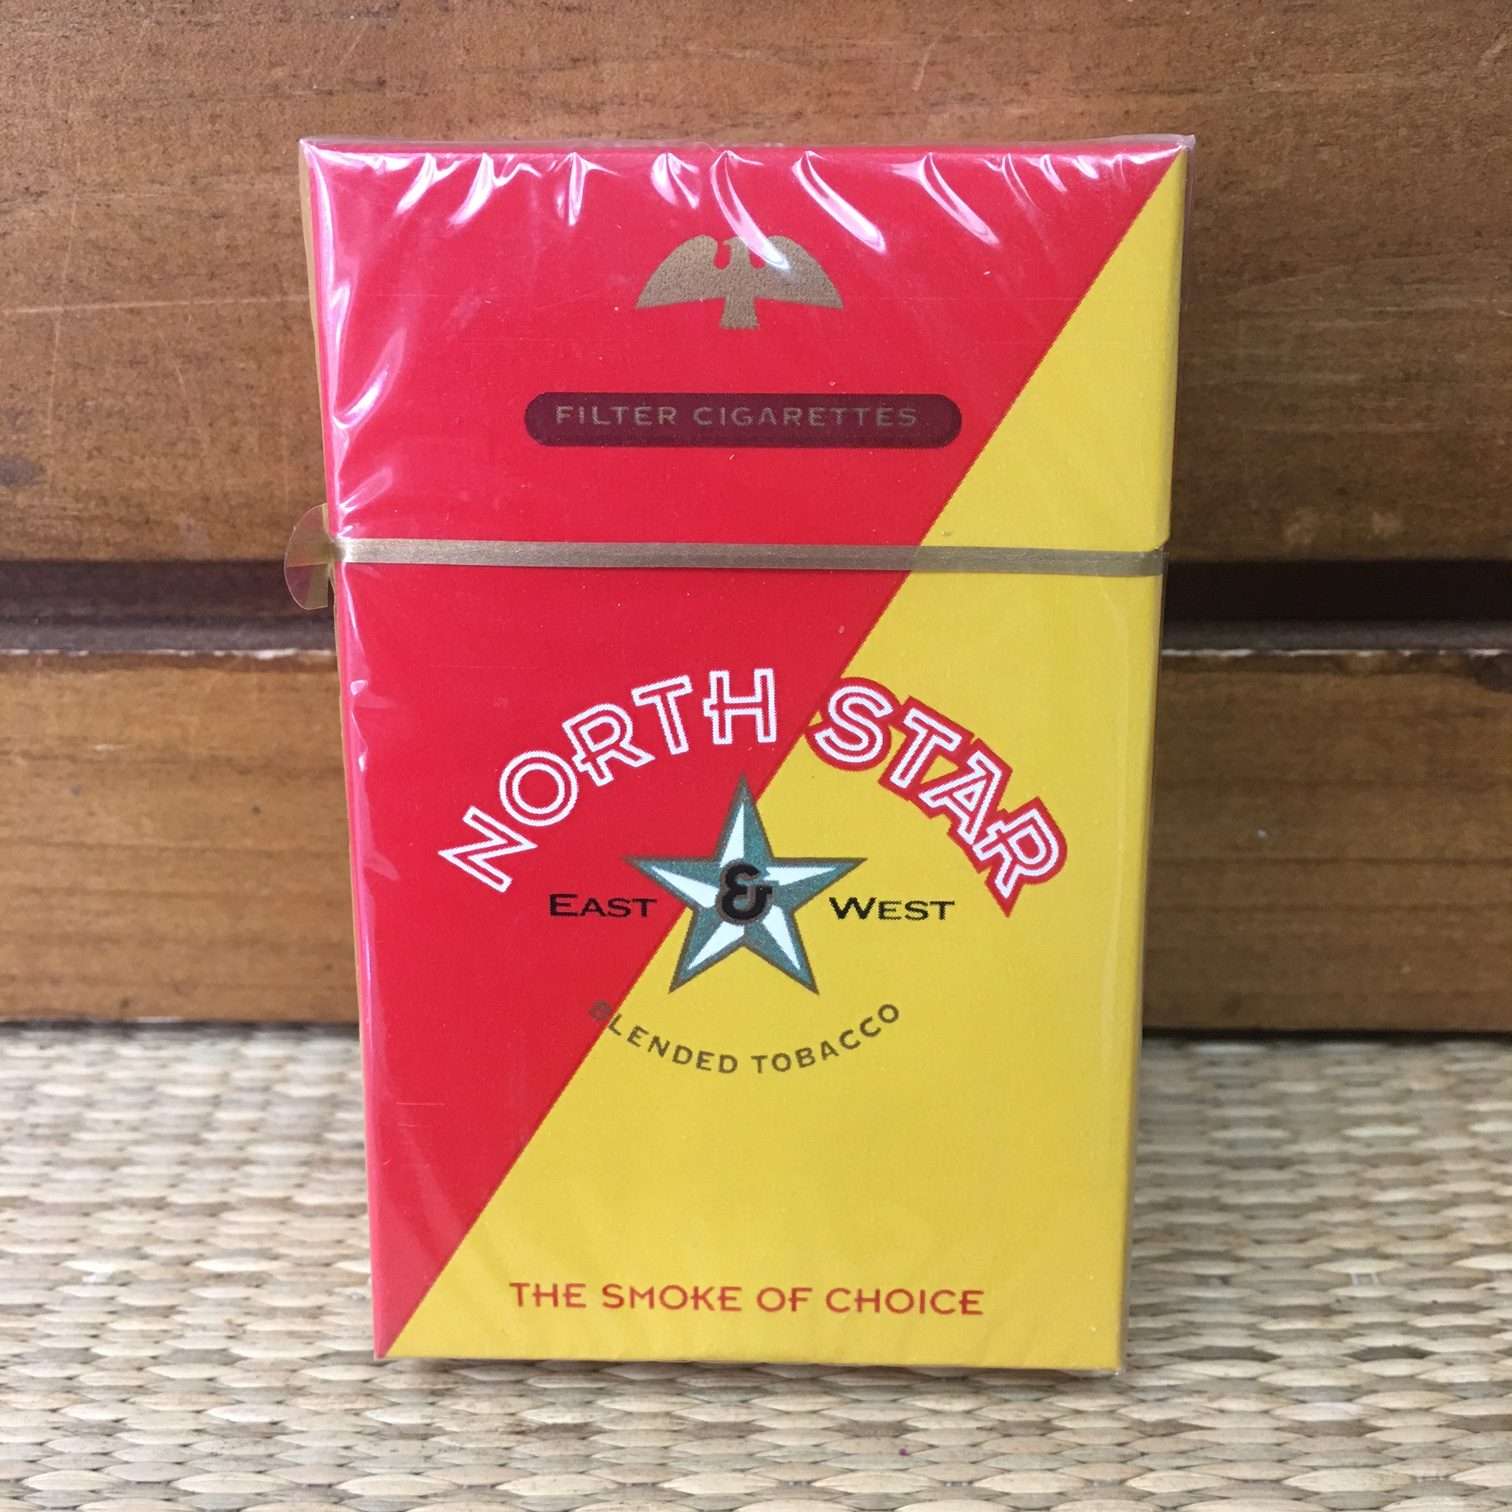 FILTER CIGARETTES
NORTH STAR
EAST & WEST
BLENDED TOBACCO
THE SMOKE OF CHOICE